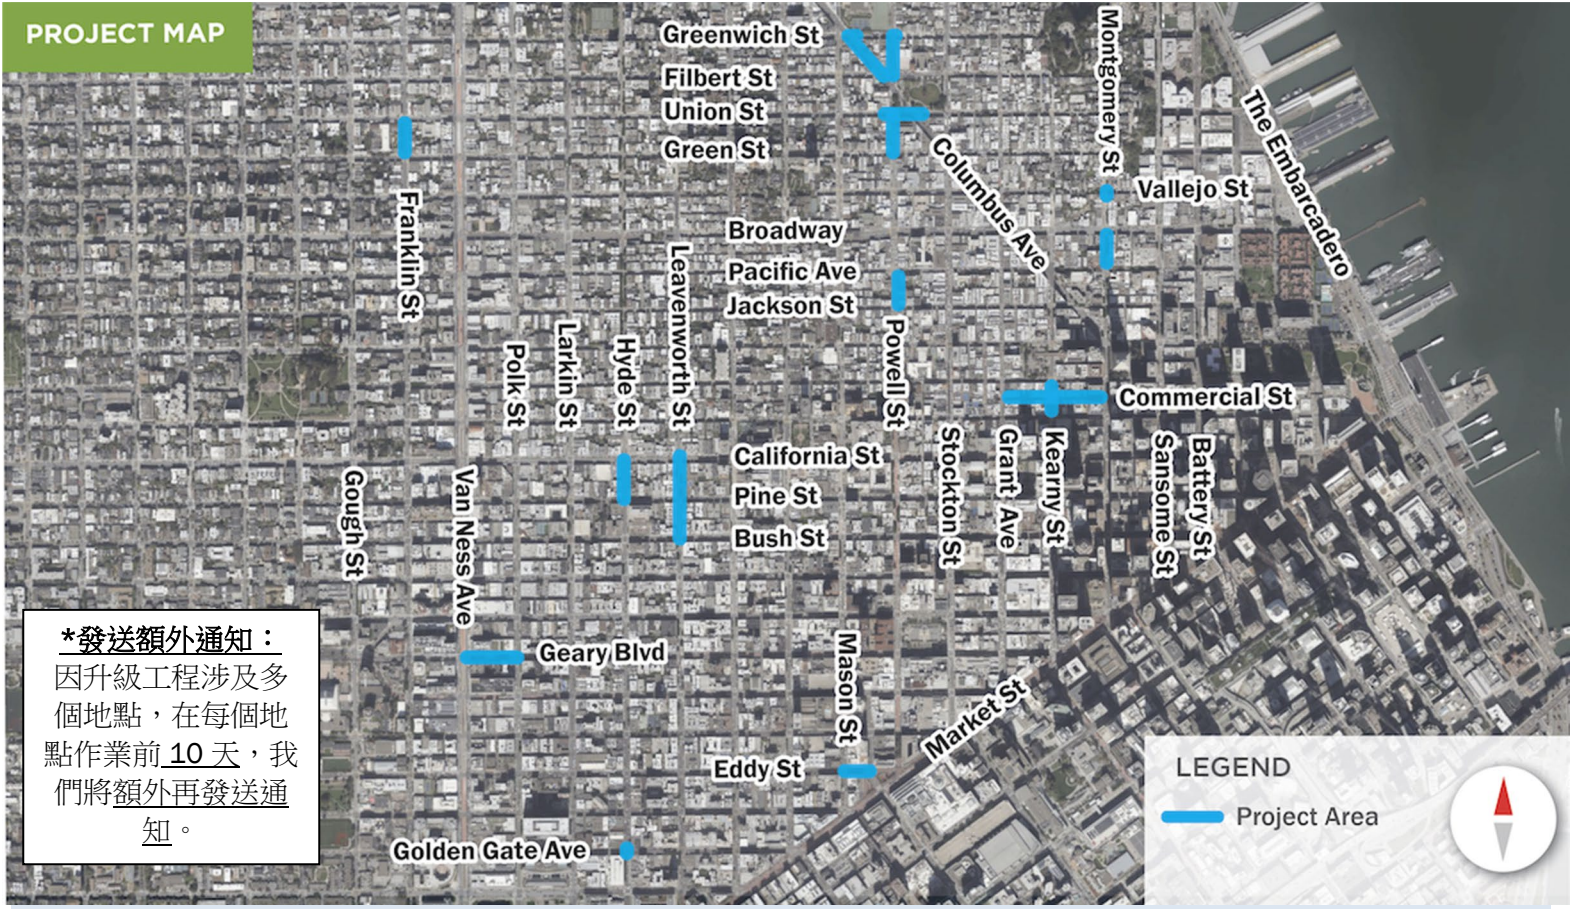 PROJECT MAP
Greenwich St
Filbert St
Union St
Green St
Montgomery St
The Embarcadero
Columbus Ave
Vallejo St
Franklin St
Broadway
Pacific Ave
Jackson St
Leavenworth St
Polk St
Larkin St
Hyde St
Powell St
Commercial St
California St
Pine St
Bush St
Stockton St
Grant Ave
Kearny St
Sansome St
Battery St
Gough St
Van Ness Ave
Geary Blvd
Mason St
Market St
Eddy St
Golden Gate Ave
*發送額外通知：
因升級工程涉及多
個地點，在每個地
點作業前 10 天，我
們將額外再發送通
知。
LEGEND
Project Area